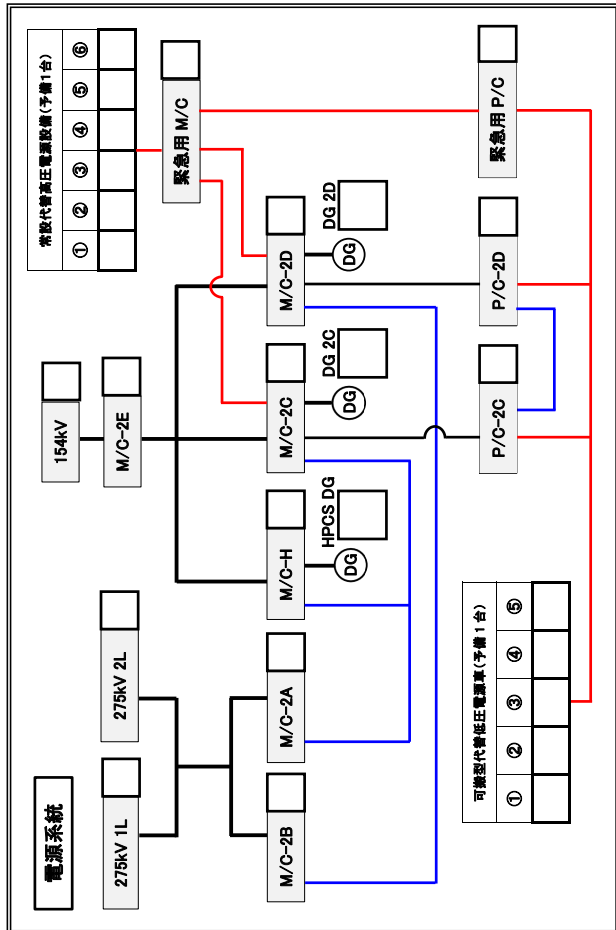 電源系統
275kV 1L
275kV 2L
154kV
常設代替高圧電源設備(予備1台)
① ② ③ ④ ⑤ ⑥
M/C-2E
緊急用 M/C
M/C-2B
M/C-2A
M/C-H
M/C-2C
M/C-2D
DG
HPCS DG
DG
DG 2C
DG
DG 2D
可搬型代替低圧電源車(予備1台)
① ② ③ ④ ⑤
P/C-2C
P/C-2D
緊急用 P/C